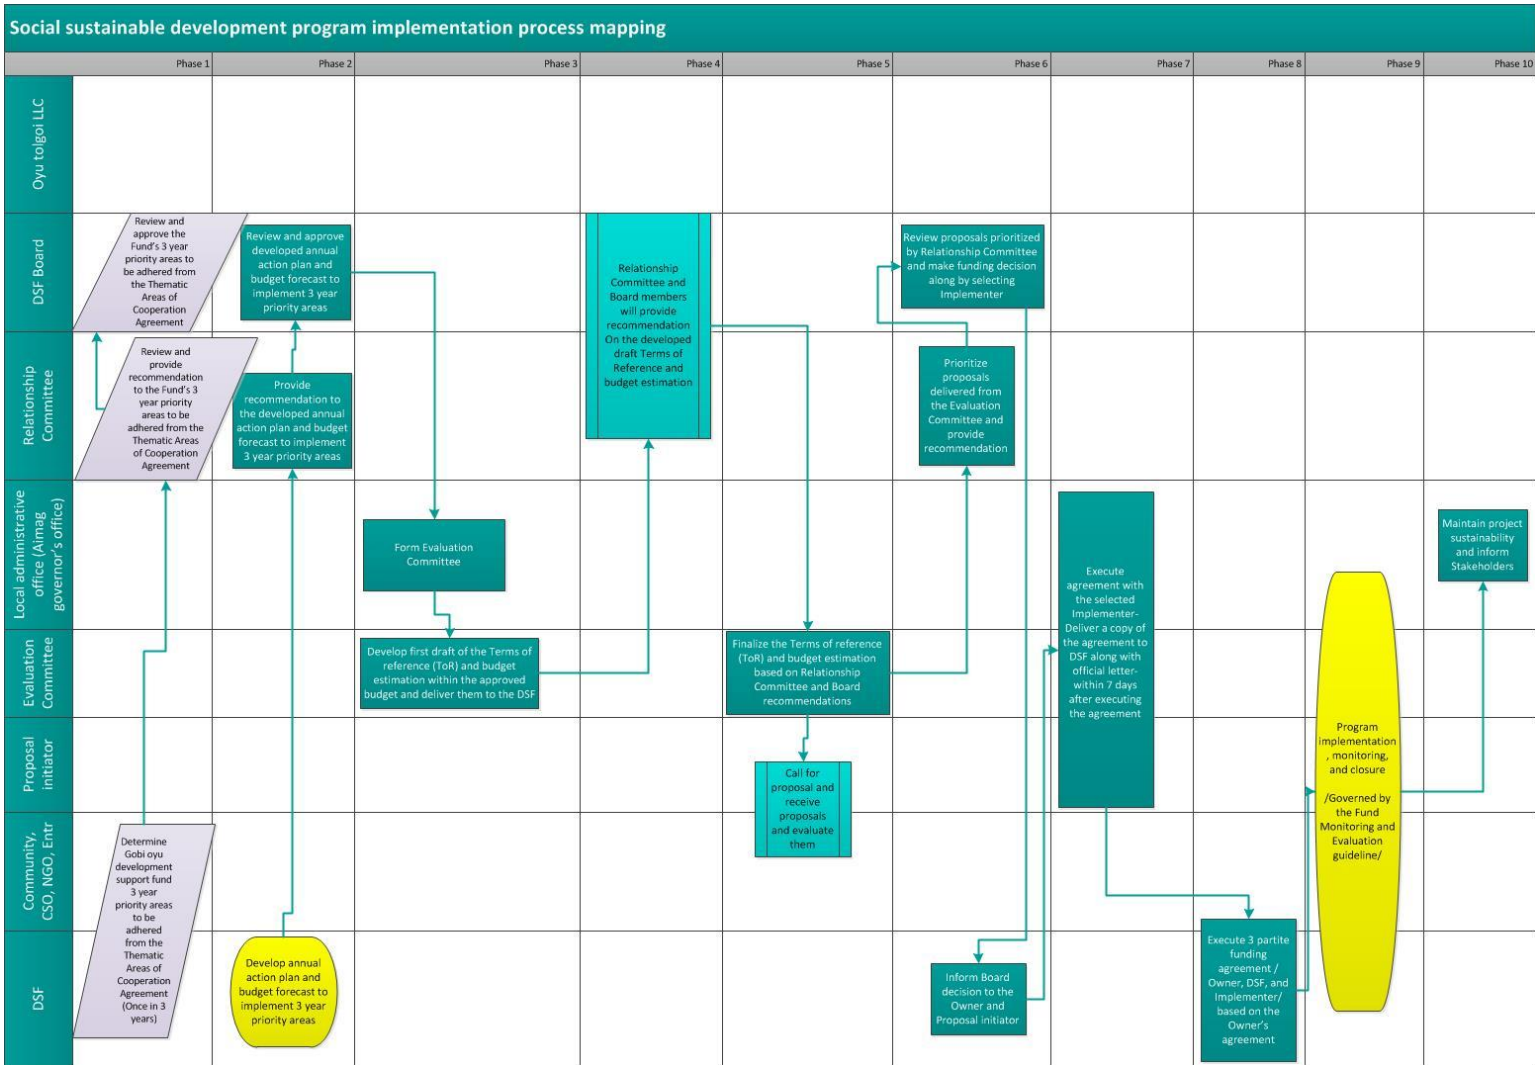 Social sustainable development program implementation process mapping
Phase 1
Phase 2
Phase 3
Phase 4
Phase 5
Phase 6
Phase 7
Phase 8
Phase 9
Phase 10
Oyu tolgoi LLC
DSF Board
Review and
approve the
Fund's 3 year
priority areas to
be adhered from
the Thematic
Areas of
Cooperation
Agreement
Review and approve
developed annual
action plan and
budget forecast to
implement 3 year
priority areas
Relationship
Committee and
Board members
will provide
recommendation
On the developed
draft Terms of
Reference and
budget estimation
Review proposals prioritized
by Relationship Committee
and make funding decision
along by selecting
Implementer
Relationship
Committee
Review and
provide
recommendation
to the Fund's 3
year priority
areas to be
adhered from the
Thematic Areas
of Cooperation
Agreement
Provide
recommendation to
the developed annual
action plan and budget
forecast to implement
3 year priority areas
Prioritize
proposals
delivered from
the Evaluation
Committee and
provide
recommendation
Local administrative
office (Aimag
governor's office)
Form Evaluation
Committee
Execute
agreement with
the selected
Implementer-
Deliver a copy of
the agreement to
DSF along with
official letter-
within 7 days
after executing
the agreement
Maintain project
sustainability
and inform
Stakeholders
Evaluation
Committee
Develop first draft of the Terms of
reference (ToR) and budget
estimation within the approved
budget and deliver them to the DSF
Finalize the Terms of reference
(ToR) and budget estimation
based on Relationship
Committee and Board
recommendations
Proposal
initiator
Call for
proposal and
receive
proposals
and evaluate
them
Program
implementation
, monitoring,
and closure
/Governed by
the Fund
Monitoring and
Evaluation
guideline/
Community,
CSO, NGO, Entr
Determine
Gobi oyu
development
support fund
3 year
priority areas
to be
adhered
from the
Thematic
Areas of
Cooperation
Agreement
(Once in 3
years)
DSF
Develop annual
action plan and
budget forecast to
implement 3 year
priority areas
Inform Board
decision to the
Owner and
Proposal initiator
Execute 3 partite
funding
agreement /
Owner, DSF, and
Implementer/
based on the
Owner's
agreement